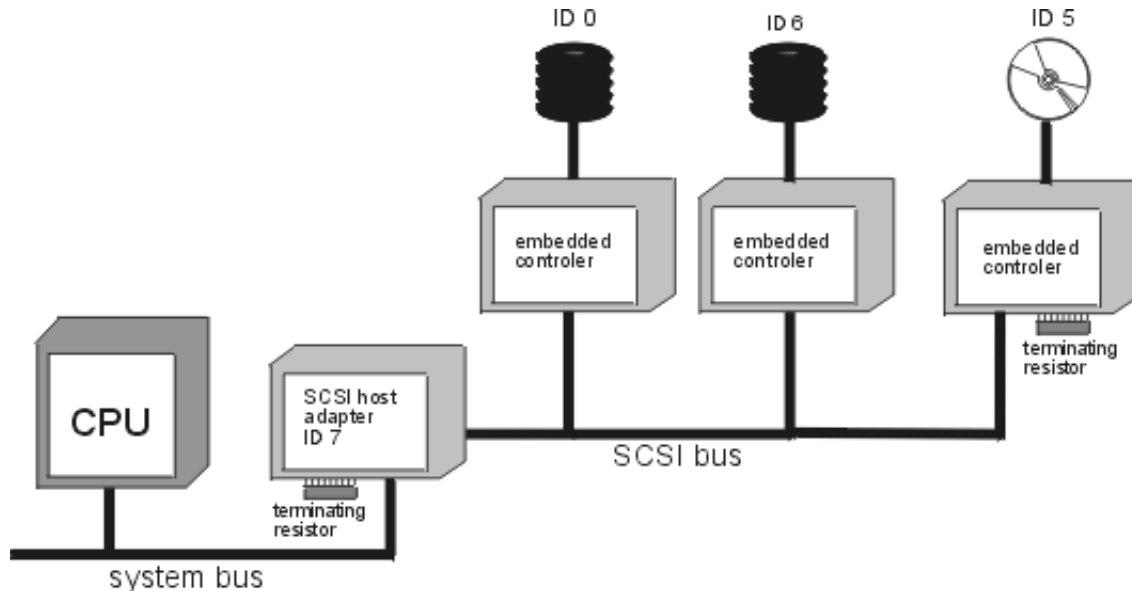 ID 0
ID 6
ID 5
embedded
controler
embedded
controler
embedded
controler
terminating
resistor
CPU
SCSI host
adapter
ID 7
SCSI bus
terminating
resistor
system bus